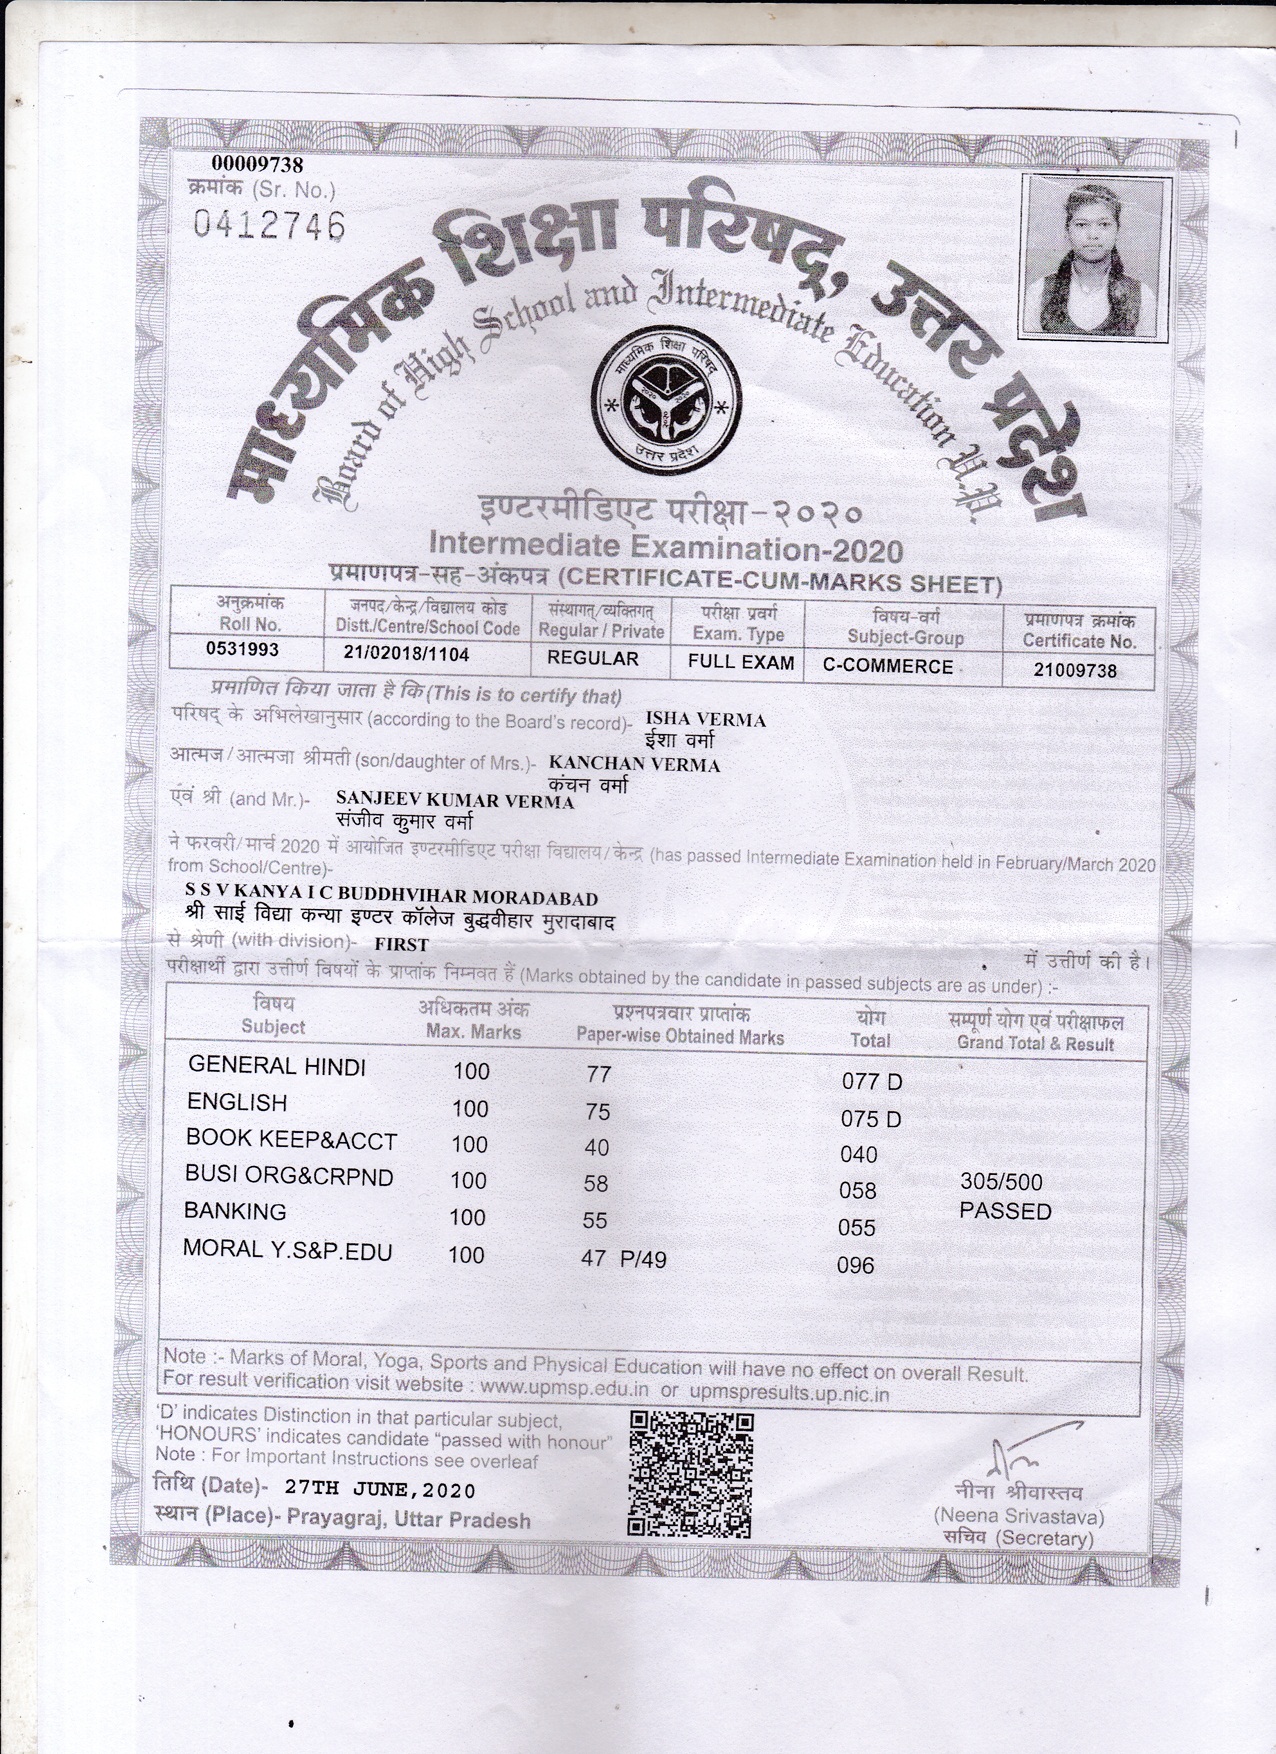 00009738
क्रमांक (Sr. No.)
0412746
माध्यमिक शिक्षा परिषद्, उत्तर प्रदेश
Board of High School and Intermediate Education U.P.
माध्यमिक शिक्षा परिषद्
उत्तर प्रदेश
इण्टरमीडिएट परीक्षा-२०२०
Intermediate Examination-2020
प्रमाणपत्र-सह-अंकपत्र (CERTIFICATE-CUM-MARKS SHEET)
अनुक्रमांक जनपद/केन्द्र/विद्यालय कोड संस्थागत/व्यक्तिगत परीक्षा प्रवर्ग विषय-वर्ग प्रमाणपत्र क्रमांक
Roll No. Distt./Centre/School Code Regular / Private Exam. Type Subject-Group Certificate No.
0531993 21/02018/1104 REGULAR FULL EXAM C-COMMERCE 21009738
प्रमाणित किया जाता है कि (This is to certify that)
परिषद् के अभिलेखानुसार (according to the Board's record)- ISHA VERMA
ईशा वर्मा
आत्मज/आत्मजा श्रीमती (son/daughter of Mrs.)- KANCHAN VERMA
कंचन वर्मा
एवं श्री (and Mr.)- SANJEEV KUMAR VERMA
संजीव कुमार वर्मा
ने फरवरी/मार्च 2020 में आयोजित इण्टरमीडिएट परीक्षा विद्यालय/केन्द्र (has passed Intermediate Examination held in February/March 2020
from School/Centre)-
S S V KANYA I C BUDDHVIHAR MORADABAD
श्री साई विद्या कन्या इण्टर कॉलेज बुद्धवीहार मुरादाबाद
से श्रेणी (with division)- FIRST में उत्तीर्ण की है।
परीक्षार्थी द्वारा उत्तीर्ण विषयों के प्राप्तांक निम्नवत हैं (Marks obtained by the candidate in passed subjects are as under) :-
विषय अधिकतम अंक प्रश्नपत्रवार प्राप्तांक योग सम्पूर्ण योग एवं परीक्षाफल
Subject Max. Marks Paper-wise Obtained Marks Total Grand Total & Result
GENERAL HINDI 100 77 077 D
ENGLISH 100 75 075 D
BOOK KEEP&ACCT 100 40 040
BUSI ORG&CRPND 100 58 058 305/500
BANKING 100 55 055 PASSED
MORAL Y.S&P.EDU 100 47 P/49 096
Note :- Marks of Moral, Yoga, Sports and Physical Education will have no effect on overall Result.
For result verification visit website : www.upmsp.edu.in or upmspresults.up.nic.in
'D' indicates Distinction in that particular subject,
'HONOURS' indicates candidate "passed with honour"
Note : For Important Instructions see overleaf
तिथि (Date)- 27TH JUNE,2020
स्थान (Place)- Prayagraj, Uttar Pradesh
नीना श्रीवास्तव
(Neena Srivastava)
सचिव (Secretary)